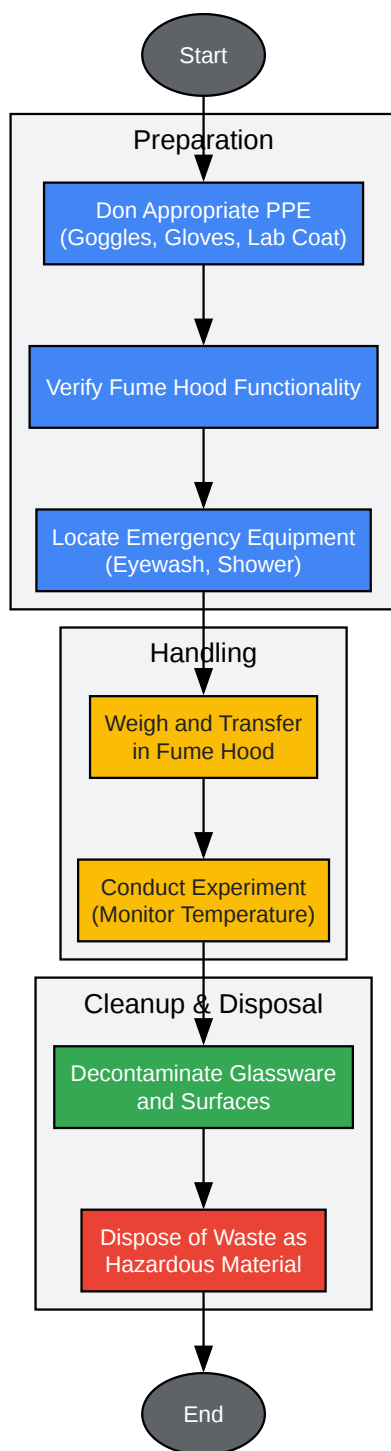 Start
Preparation
Don Appropriate PPE
(Goggles, Gloves, Lab Coat)
Verify Fume Hood Functionality
Locate Emergency Equipment
(Eyewash, Shower)
Handling
Weigh and Transfer
in Fume Hood
Conduct Experiment
(Monitor Temperature)
Cleanup & Disposal
Decontaminate Glassware
and Surfaces
Dispose of Waste as
Hazardous Material
End